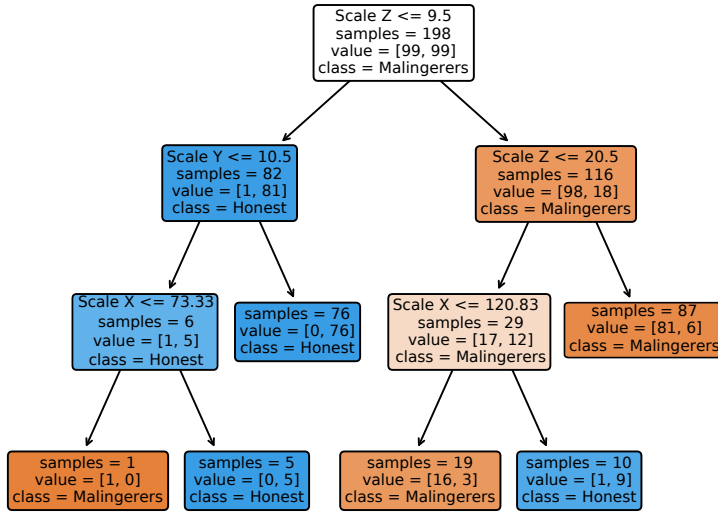 Scale Z <= 9.5
samples = 198
value = [99, 99]
class = Malingerers
Scale Y <= 10.5
samples = 82
value = [1, 81]
class = Honest
Scale Z <= 20.5
samples = 116
value = [98, 18]
class = Malingerers
Scale X <= 73.33
samples = 6
value = [1, 5]
class = Honest
samples = 76
value = [0, 76]
class = Honest
Scale X <= 120.83
samples = 29
value = [17, 12]
class = Malingerers
samples = 87
value = [81, 6]
class = Malingerers
samples = 1
value = [1, 0]
class = Malingerers
samples = 5
value = [0, 5]
class = Honest
samples = 19
value = [16, 3]
class = Malingerers
samples = 10
value = [1, 9]
class = Honest